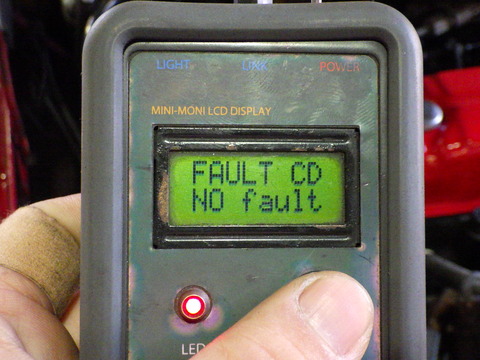 LIGHT LINK POWER
MINI-MONI LCD DISPLAY
FAULT CD
NO fault
LED